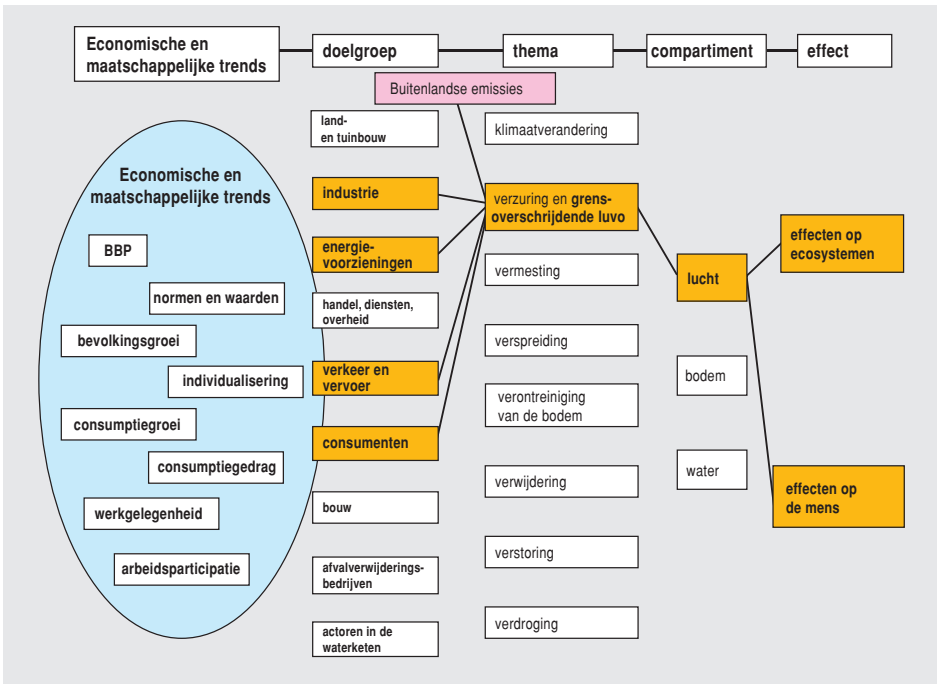 Economische en
maatschappelijke trends
doelgroep
thema
compartiment
effect
Buitenlandse emissies
Economische en
maatschappelijke trends
BBP
normen en waarden
bevolkingsgroei
individualisering
consumptiegroei
consumptiegedrag
werkgelegenheid
arbeidsparticipatie
land-
en tuinbouw
industrie
energie-
voorzieningen
handel, diensten,
overheid
verkeer en
vervoer
consumenten
bouw
afvalverwijderings-
bedrijven
actoren in de
waterketen
klimaatverandering
verzuring en grens-
overschrijdende luvo
vermesting
verspreiding
verontreiniging
van de bodem
verwijdering
verstoring
verdroging
lucht
bodem
water
effecten op
ecosystemen
effecten op
de mens